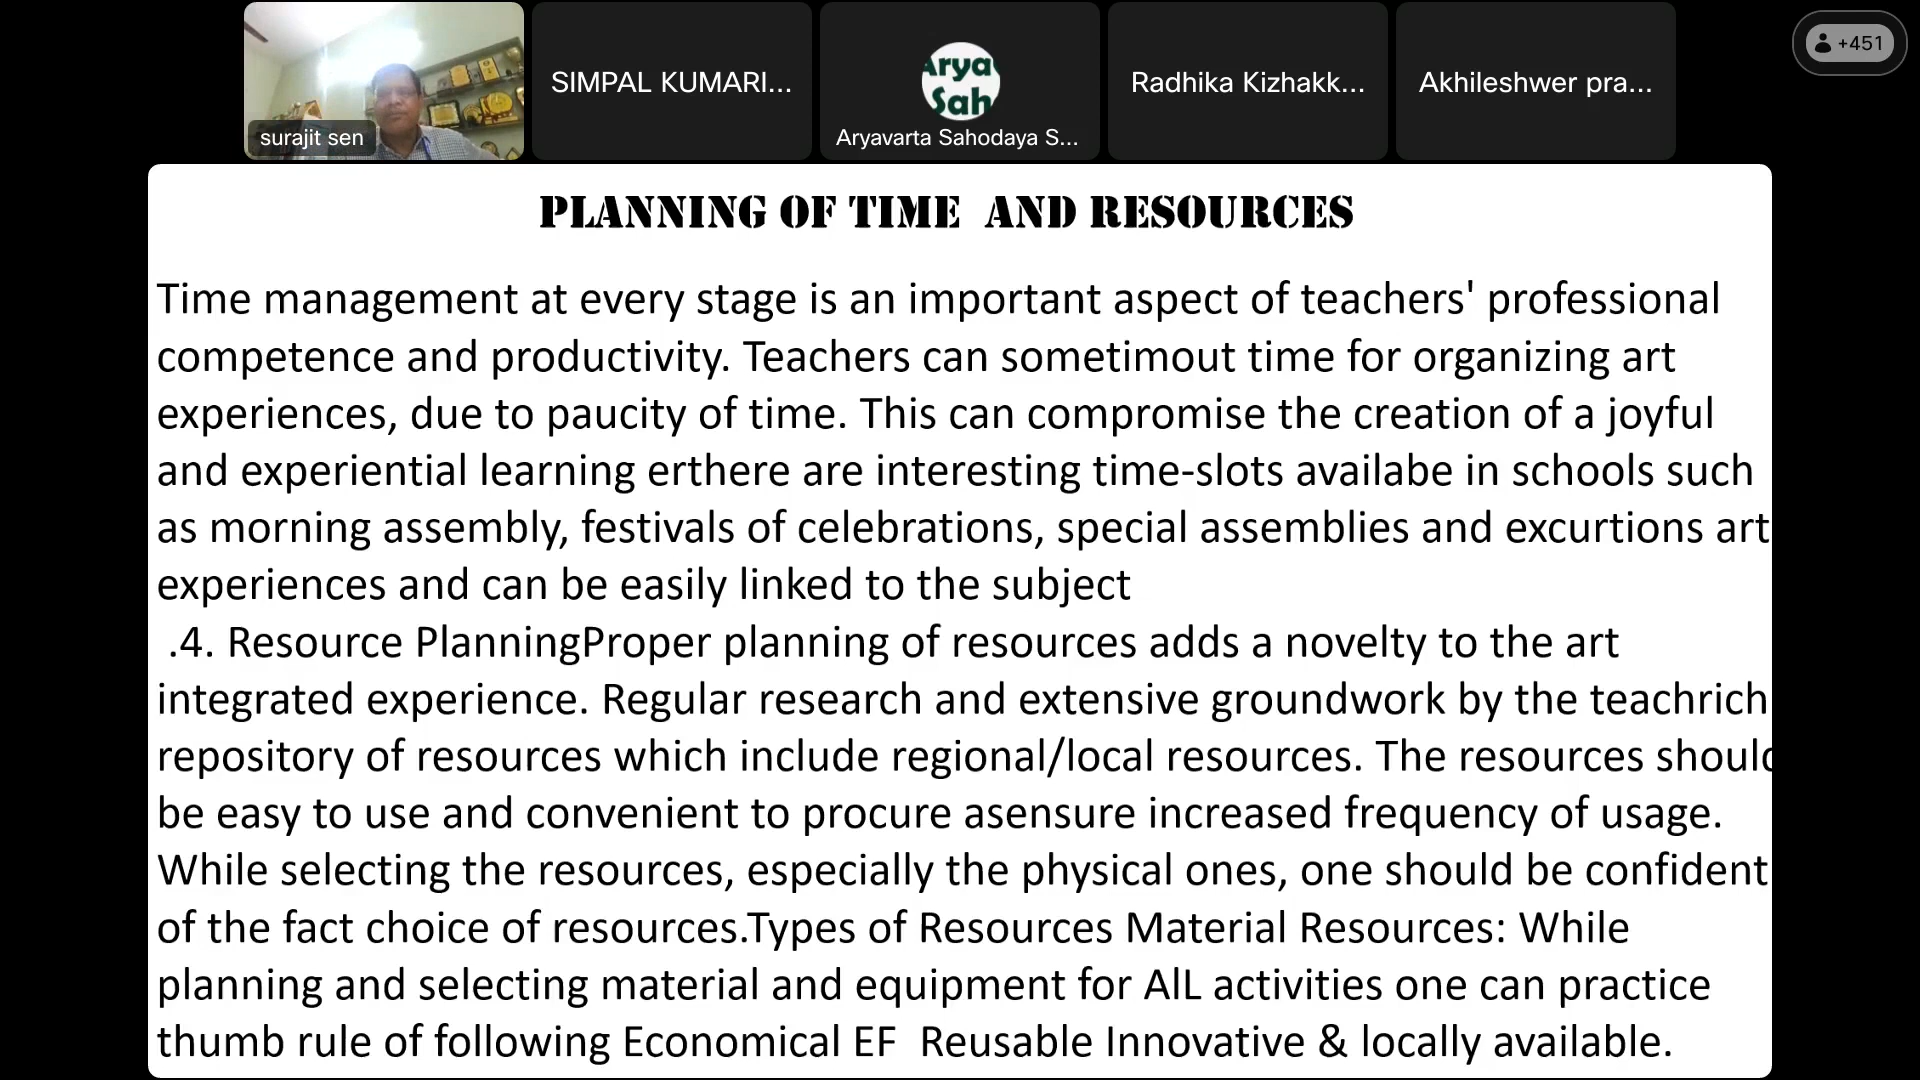 surajit sen
SIMPAL KUMARI...
Arya
Sah
Aryavarta Sahodaya S...
Radhika Kizhakk...
Akhileshwer pra...
+451
PLANNING OF TIME AND RESOURCES
Time management at every stage is an important aspect of teachers' professional
competence and productivity. Teachers can sometimout time for organizing art
experiences, due to paucity of time. This can compromise the creation of a joyful
and experiential learning erthere are interesting time-slots availabe in schools such
as morning assembly, festivals of celebrations, special assemblies and excurtions art
experiences and can be easily linked to the subject
.4. Resource PlanningProper planning of resources adds a novelty to the art
integrated experience. Regular research and extensive groundwork by the teachrich
repository of resources which include regional/local resources. The resources should
be easy to use and convenient to procure asensure increased frequency of usage.
While selecting the resources, especially the physical ones, one should be confident
of the fact choice of resources.Types of Resources Material Resources: While
planning and selecting material and equipment for AlL activities one can practice
thumb rule of following Economical EF Reusable Innovative & locally available.